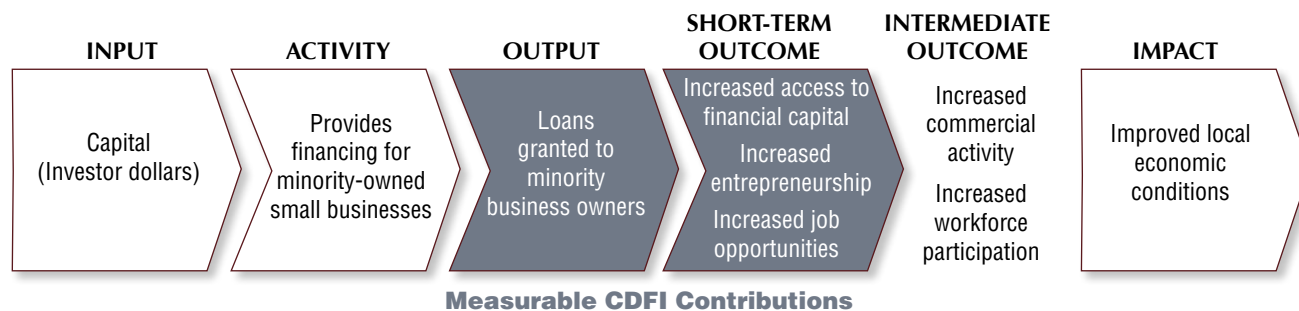 INPUT
Capital
(Investor dollars)
ACTIVITY
Provides
financing for
minority-owned
small businesses
OUTPUT
Loans
granted to
minority
business owners
SHORT-TERM
OUTCOME
Increased access to
financial capital
Increased
entrepreneurship
Increased job
opportunities
INTERMEDIATE
OUTCOME
Increased
commercial
activity
Increased
workforce
participation
IMPACT
Improved local
economic
conditions
Measurable CDFI Contributions